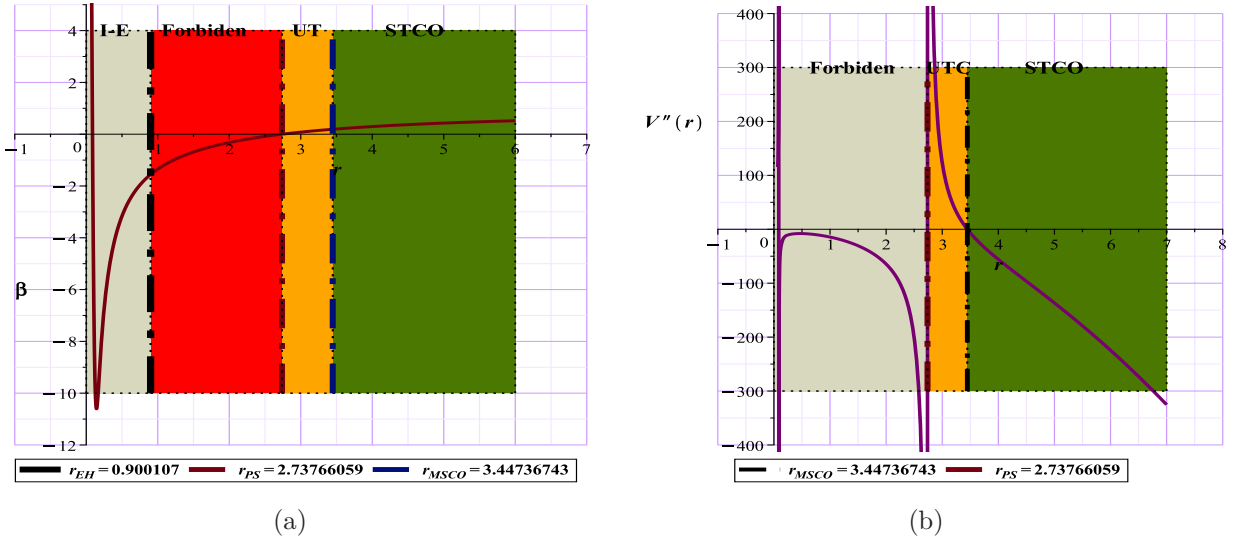 I-E Forbiden UT STCO
4
2
−1 0 1 2 3 4 5 6 7
r
−2
−4
−6
β
−8
−10
−12
r_EH = 0.900107 r_PS = 2.73766059 r_MSCO = 3.44736743
(a)
400
300
Forbiden UTC STCO
V″(r)
200
100
−1 0 1 2 3 4 5 6 7 8
r
−100
−200
−300
−400
r_MSCO = 3.44736743 r_PS = 2.73766059
(b)